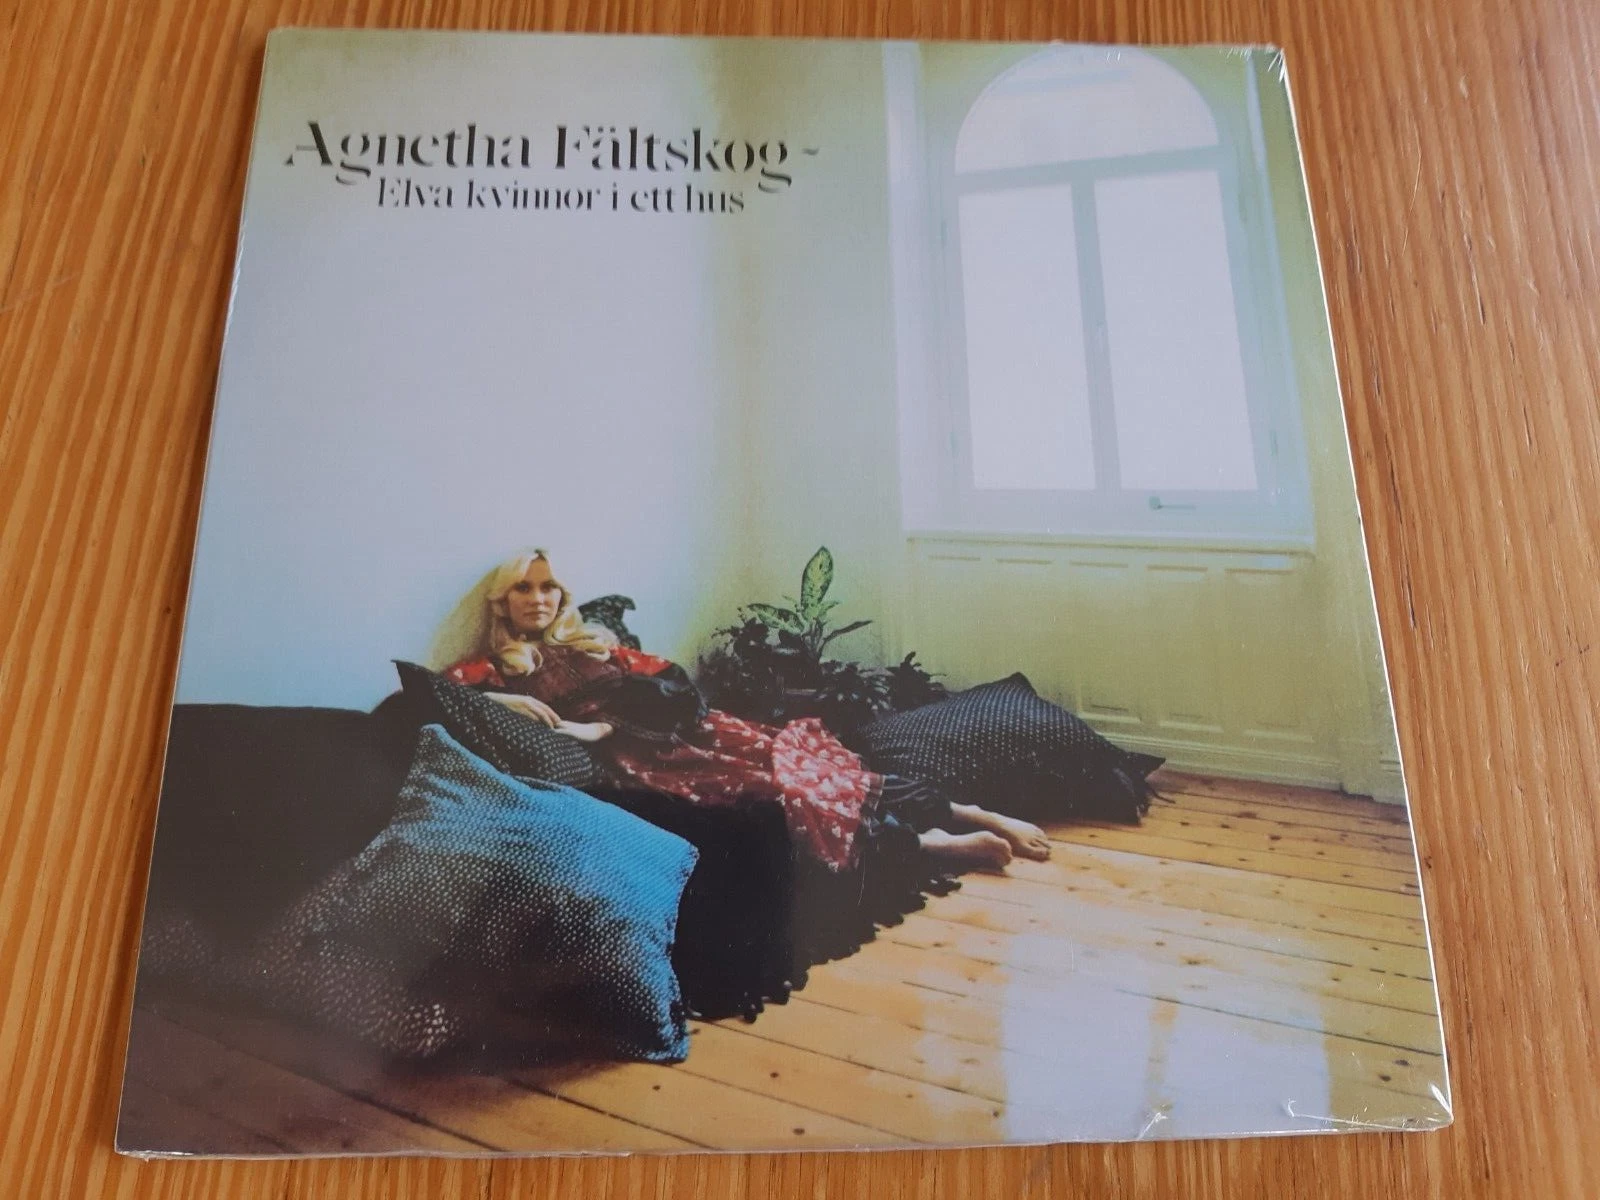 Agnetha Fältskog -
Elva kvinnor i ett hus